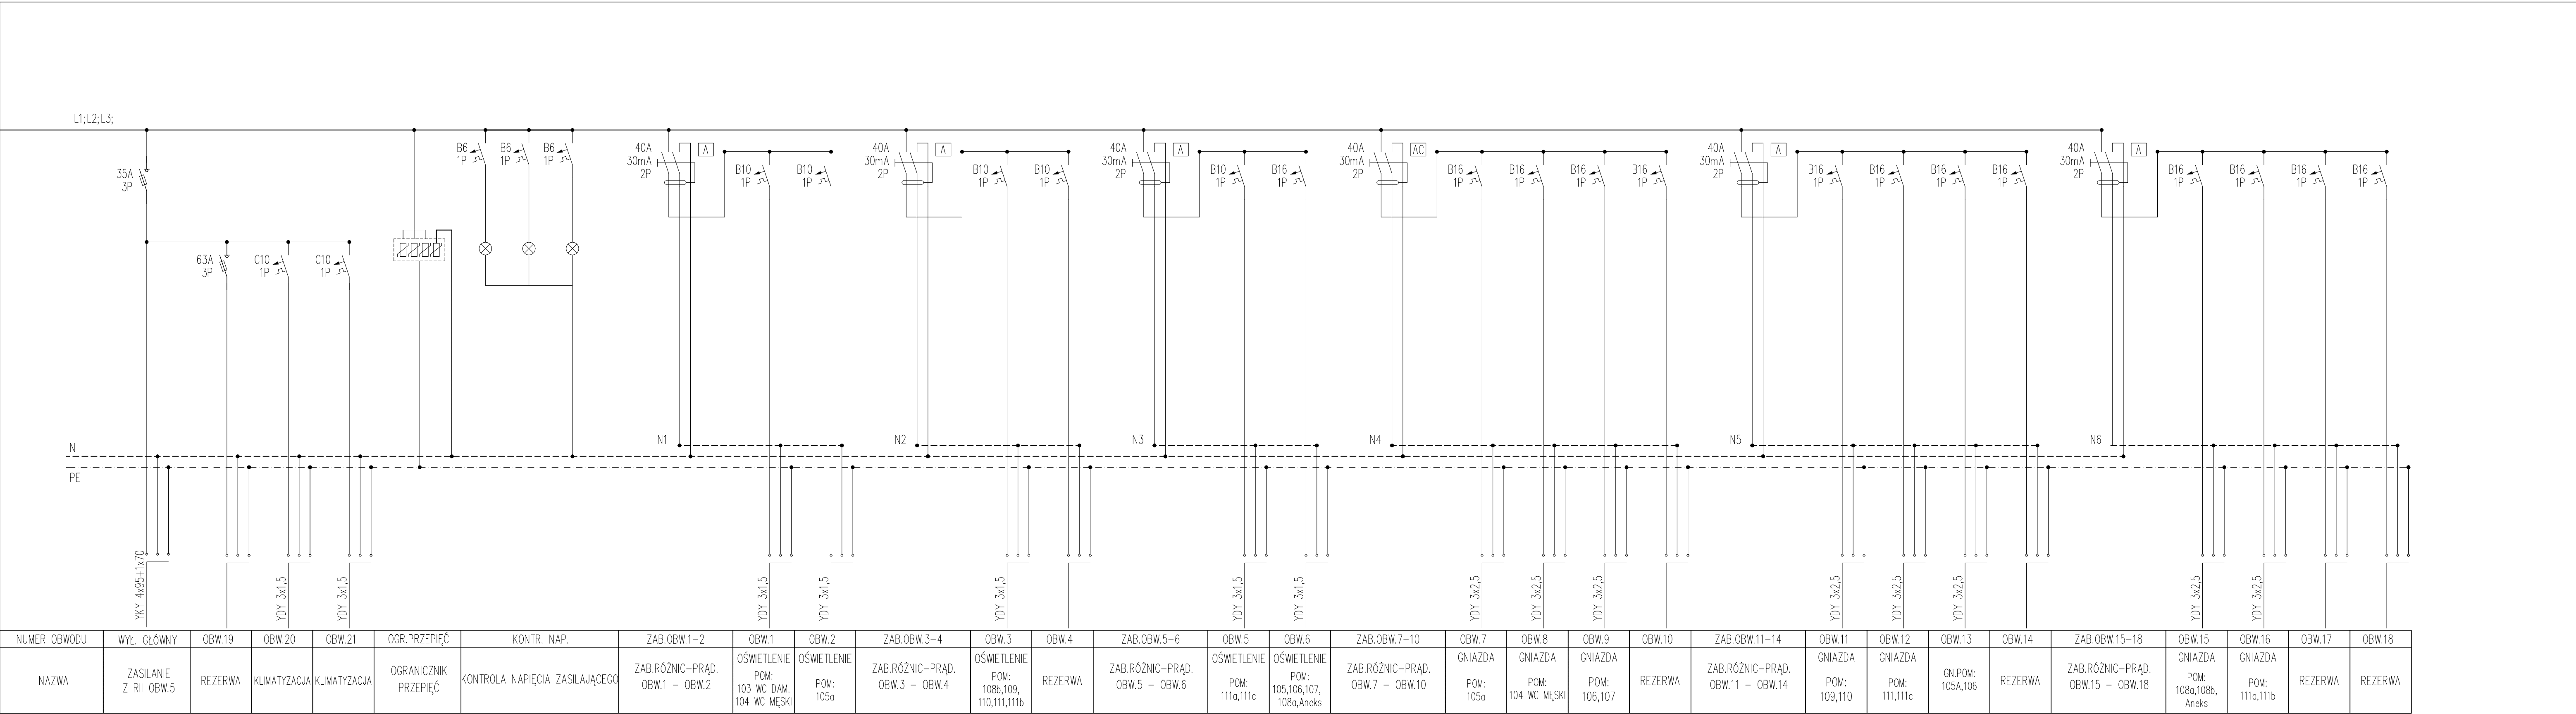 L1;L2;L3;
35A
3P
63A
3P
C10
1P
C10
1P
B6
1P
B6
1P
B6
1P
40A
30mA
2P
A
B10
1P
B10
1P
40A
30mA
2P
A
B10
1P
B10
1P
40A
30mA
2P
A
B10
1P
B16
1P
40A
30mA
2P
AC
B16
1P
B16
1P
B16
1P
B16
1P
40A
30mA
2P
A
B16
1P
B16
1P
B16
1P
B16
1P
40A
30mA
2P
A
B16
1P
B16
1P
B16
1P
B16
1P
N
PE
N1
N2
N3
N4
N5
N6
YKY 4x95+1x70
YDY 3x1,5
YDY 3x1,5
YDY 3x1,5
YDY 3x1,5
YDY 3x1,5
YDY 3x1,5
YDY 3x1,5
YDY 3x2,5
YDY 3x2,5
YDY 3x2,5
YDY 3x2,5
YDY 3x2,5
YDY 3x2,5
YDY 3x2,5
YDY 3x2,5
NUMER OBWODU
WYŁ. GŁÓWNY
OBW.19
OBW.20
OBW.21
OGR.PRZEPIĘĆ
KONTR. NAP.
ZAB.OBW.1-2
OBW.1
OBW.2
ZAB.OBW.3-4
OBW.3
OBW.4
ZAB.OBW.5-6
OBW.5
OBW.6
ZAB.OBW.7-10
OBW.7
OBW.8
OBW.9
OBW.10
ZAB.OBW.11-14
OBW.11
OBW.12
OBW.13
OBW.14
ZAB.OBW.15-18
OBW.15
OBW.16
OBW.17
OBW.18
NAZWA
ZASILANIE
Z RII OBW.5
REZERWA
KLIMATYZACJA
KLIMATYZACJA
OGRANICZNIK
PRZEPIĘĆ
KONTROLA NAPIĘCIA ZASILAJĄCEGO
ZAB.RÓŻNIC-PRĄD.
OBW.1 - OBW.2
OŚWIETLENIE
POM:
103 WC DAM.
104 WC MĘSKI
OŚWIETLENIE
POM:
105a
ZAB.RÓŻNIC-PRĄD.
OBW.3 - OBW.4
OŚWIETLENIE
POM:
108b,109,
110,111,111b
REZERWA
ZAB.RÓŻNIC-PRĄD.
OBW.5 - OBW.6
OŚWIETLENIE
POM:
111a,111c
OŚWIETLENIE
POM:
105,106,107,
108a,Aneks
ZAB.RÓŻNIC-PRĄD.
OBW.7 - OBW.10
GNIAZDA
POM:
105a
GNIAZDA
POM:
104 WC MĘSKI
GNIAZDA
POM:
106,107
REZERWA
ZAB.RÓŻNIC-PRĄD.
OBW.11 - OBW.14
GNIAZDA
POM:
109,110
GNIAZDA
POM:
111,111c
GN.POM:
105A,106
REZERWA
ZAB.RÓŻNIC-PRĄD.
OBW.15 - OBW.18
GNIAZDA
POM:
108a,108b,
Aneks
GNIAZDA
POM:
111a,111b
REZERWA
REZERWA